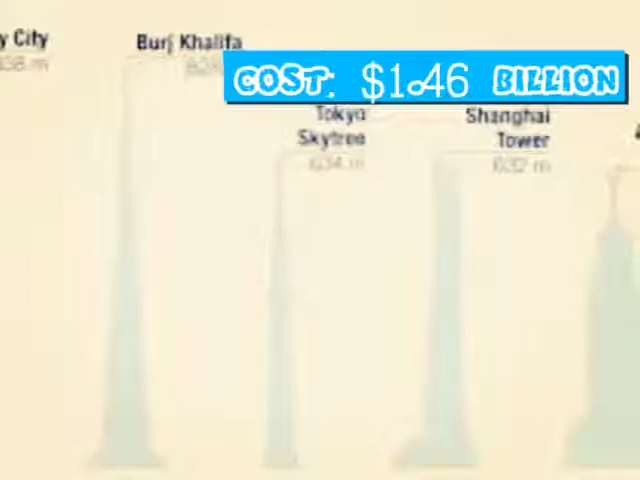 y City
Burj Khalifa
COST: $1.46 BILLION
Tokyo
Skytree
634 m
Shanghai
Tower
632 m